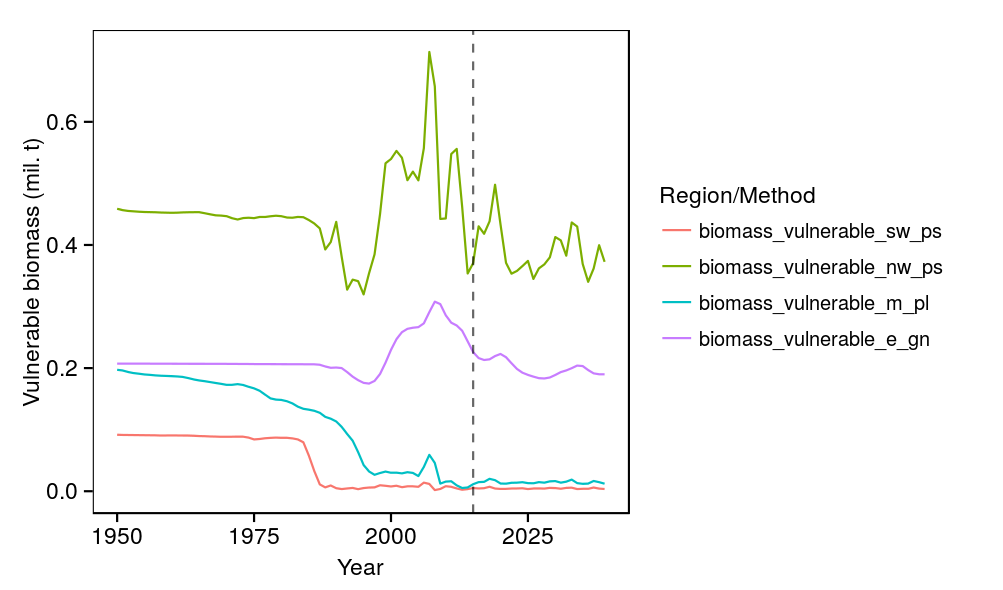 Vulnerable biomass (mil. t)
0.6
0.4
0.2
0.0
1950 1975 2000 2025
Year
Region/Method
biomass_vulnerable_sw_ps
biomass_vulnerable_nw_ps
biomass_vulnerable_m_pl
biomass_vulnerable_e_gn